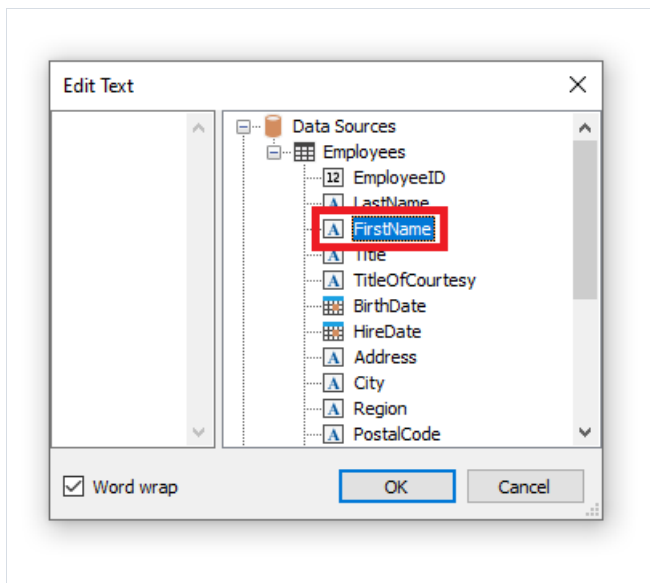 Edit Text
Data Sources
Employees
12 EmployeeID
A LastName
A FirstName
A Title
A TitleOfCourtesy
BirthDate
HireDate
A Address
A City
A Region
A PostalCode
Word wrap
OK
Cancel